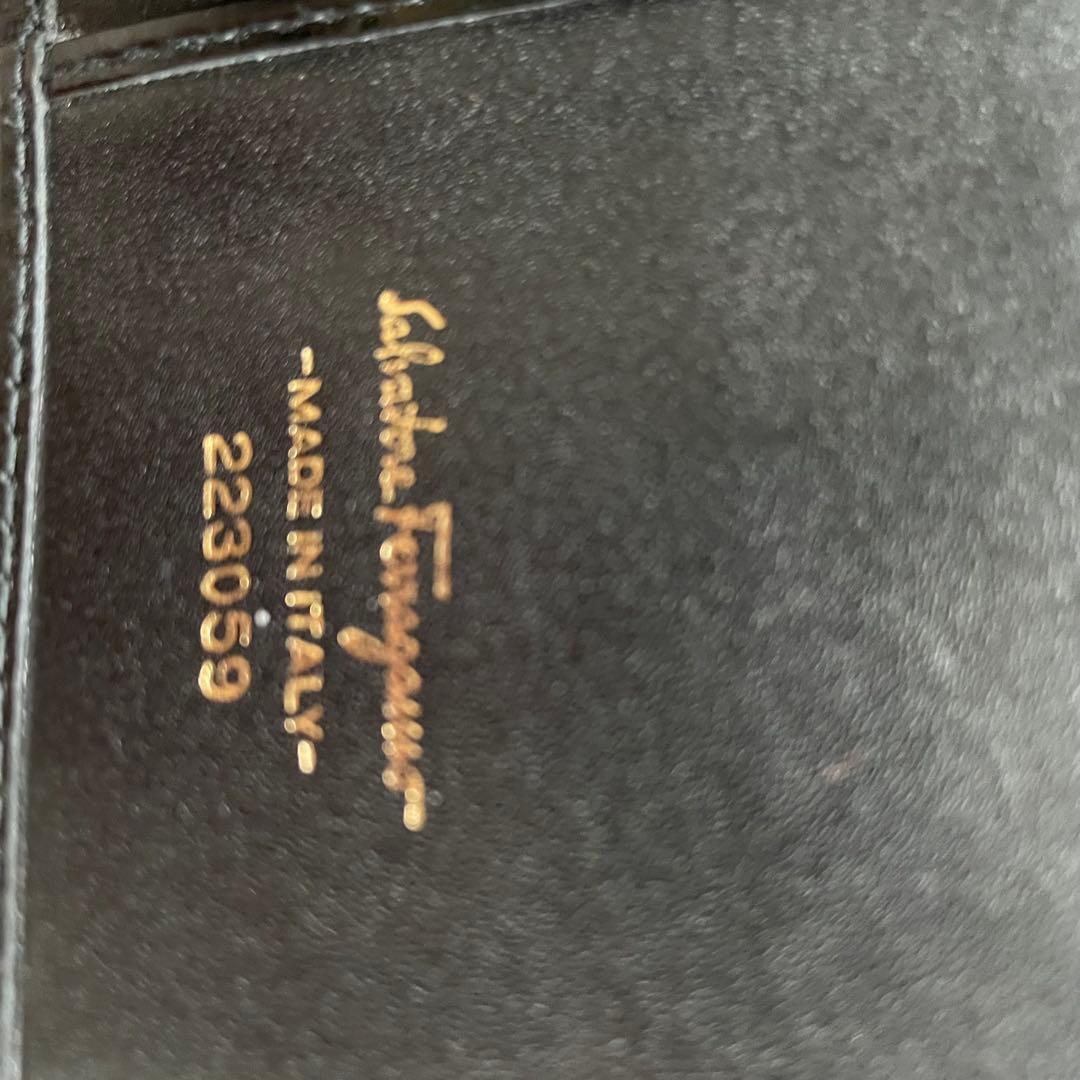 Salvatore Ferragamo®
-MADE IN ITALY-
223059